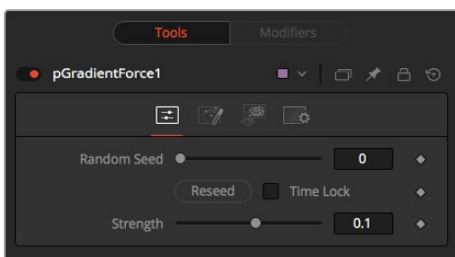 Tools Modifiers
pGradientForce1
Random Seed 0
Reseed Time Lock
Strength 0.1